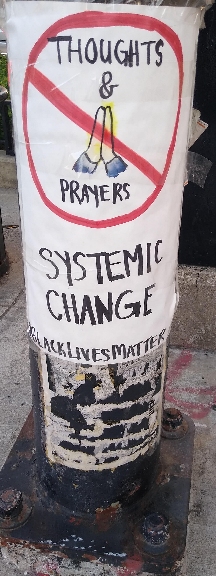 THOUGHTS
&
PRAYERS
SYSTEMIC
CHANGE
#BLACKLIVESMATTER